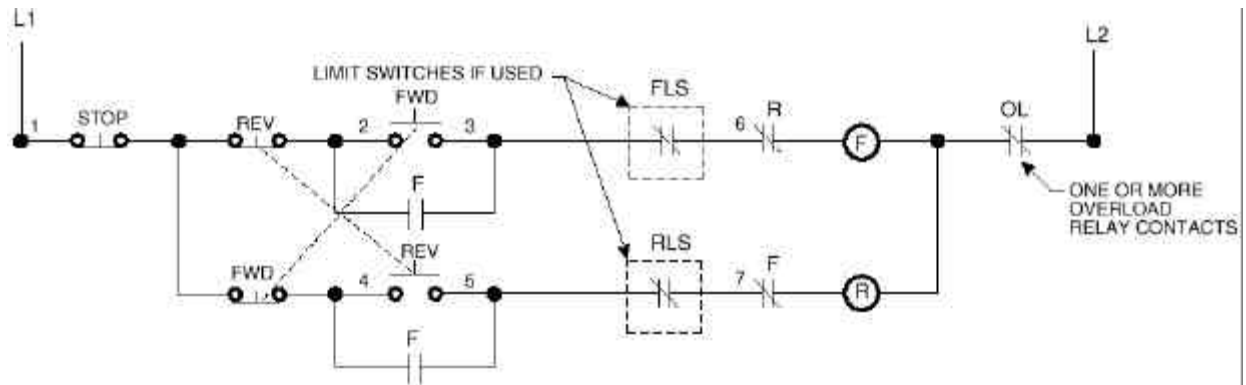 L1
L2
LIMIT SWITCHES IF USED
FLS
OL
STOP
REV
FWD
1
2
3
6
R
F
F
ONE OR MORE
OVERLOAD
RELAY CONTACTS
FWD
REV
RLS
4
5
7
F
R
F